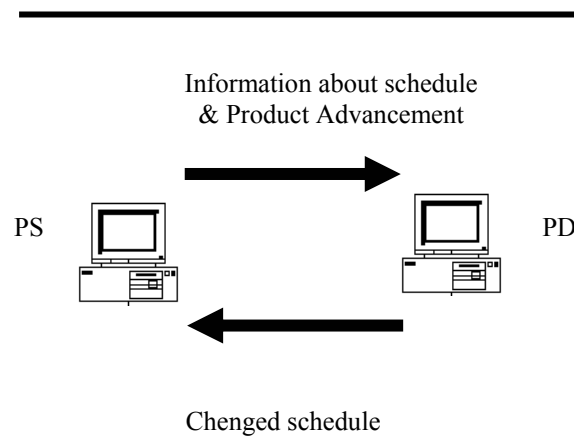 Information about schedule
& Product Advancement
PS
PD
Chenged schedule